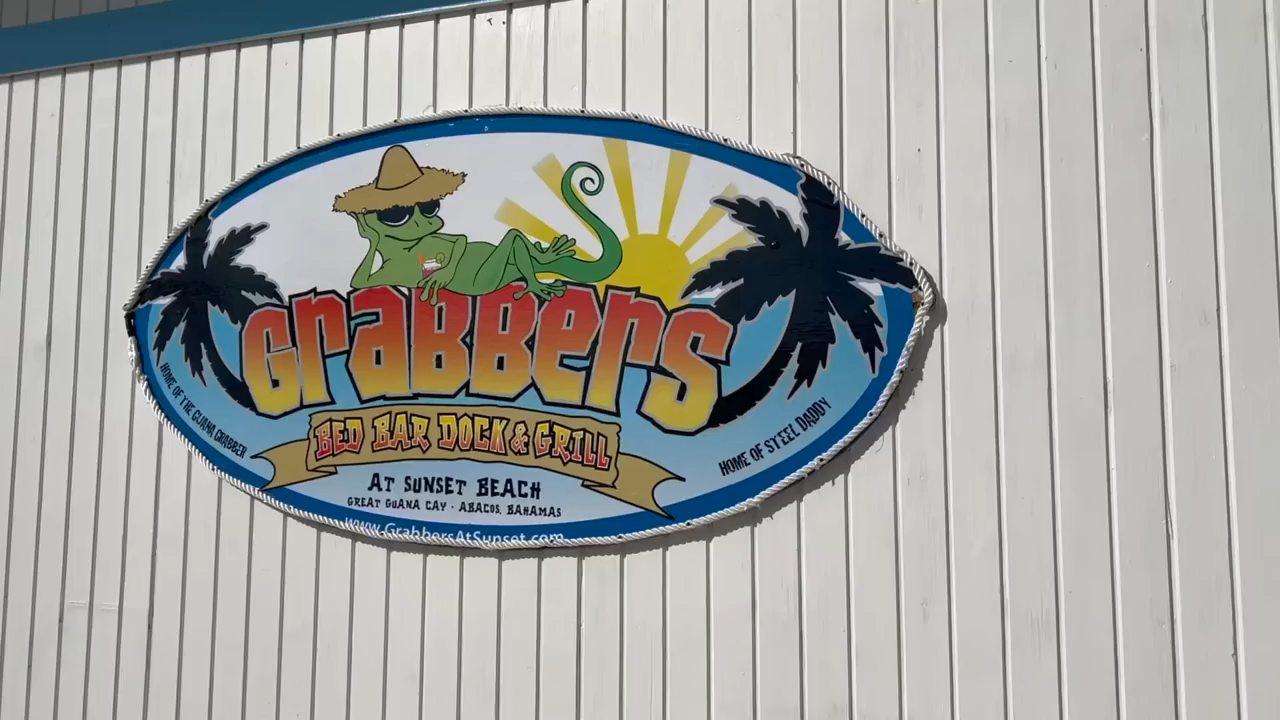 GraBBers
BED BAR DOCK & GRILL
AT SUNSET BEACH
GREAT GUANA CAY · ABACOS, BAHAMAS
www.GrabbersAtSunset.com
HOME OF THE GUANA GRABBER
HOME OF STEEL DADDY